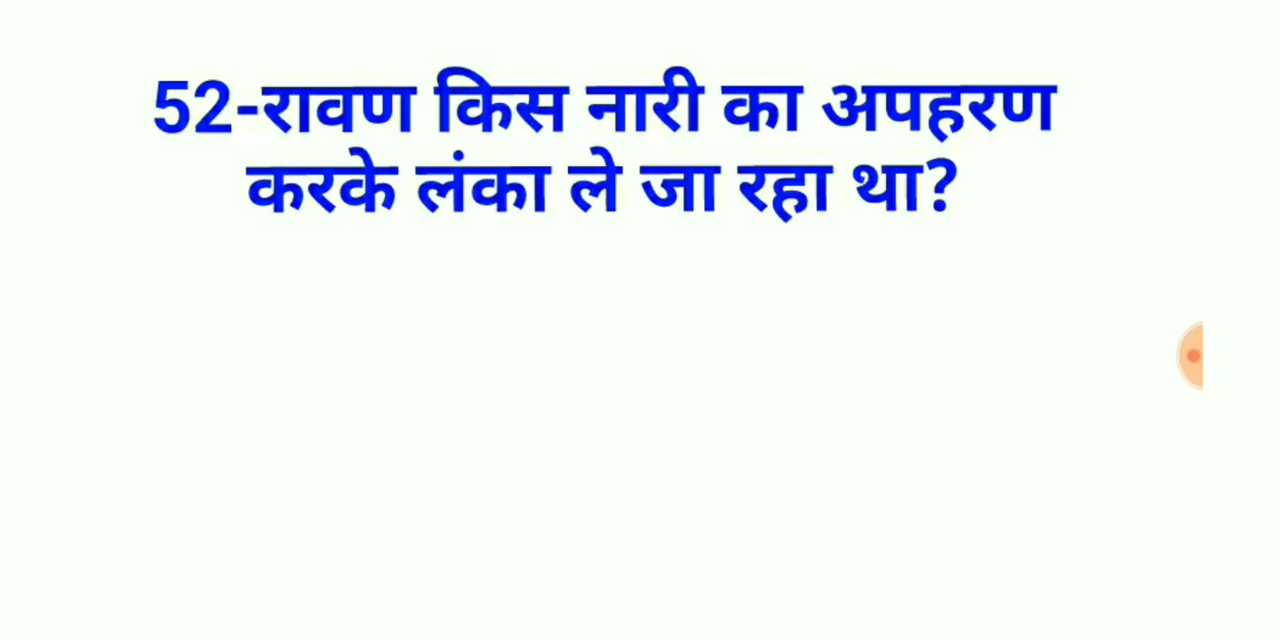 52-रावण किस नारी का अपहरण
करके लंका ले जा रहा था?